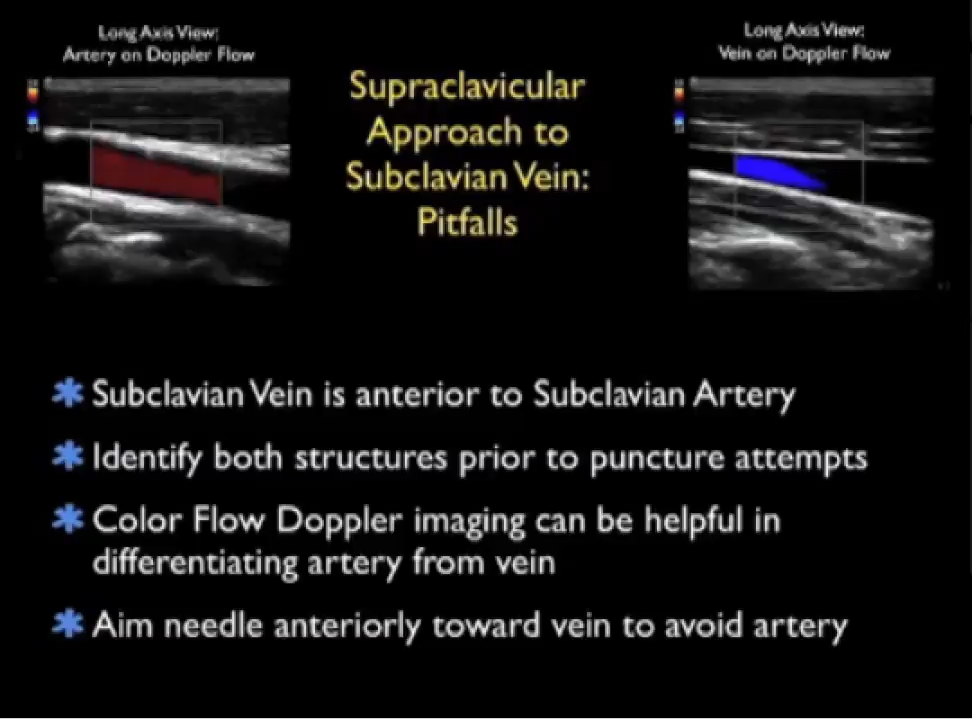 Long Axis View:
Artery on Doppler Flow
Supraclavicular
Approach to
Subclavian Vein:
Pitfalls
Long Axis View:
Vein on Doppler Flow
Subclavian Vein is anterior to Subclavian Artery
Identify both structures prior to puncture attempts
Color Flow Doppler imaging can be helpful in
differentiating artery from vein
Aim needle anteriorly toward vein to avoid artery